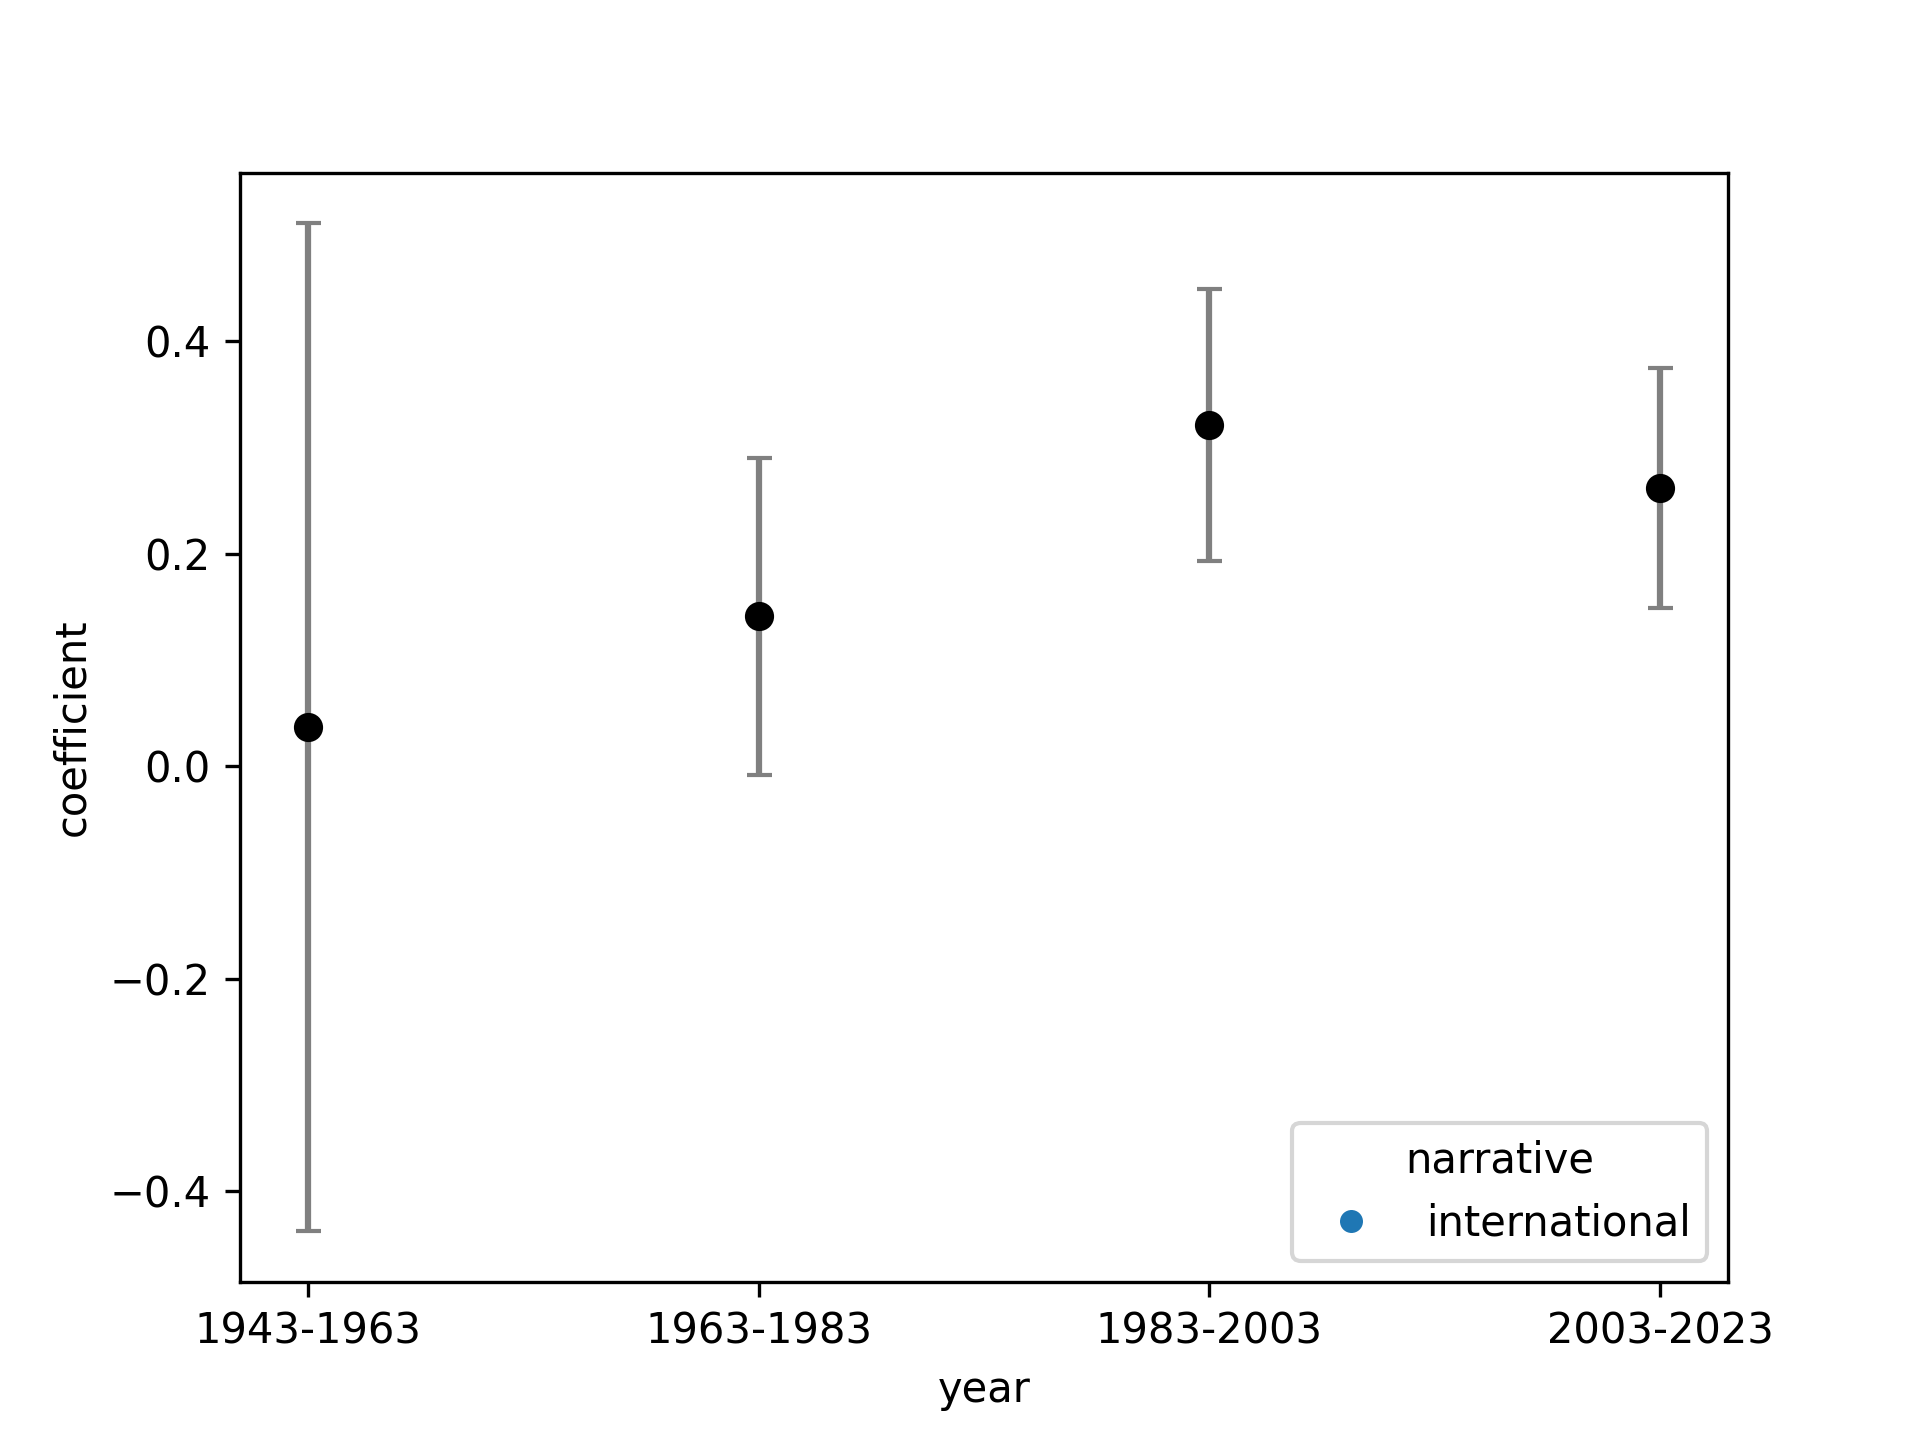 0.4
0.2
0.0
−0.2
−0.4
coefficient
narrative
international
1943-1963
1963-1983
1983-2003
2003-2023
year